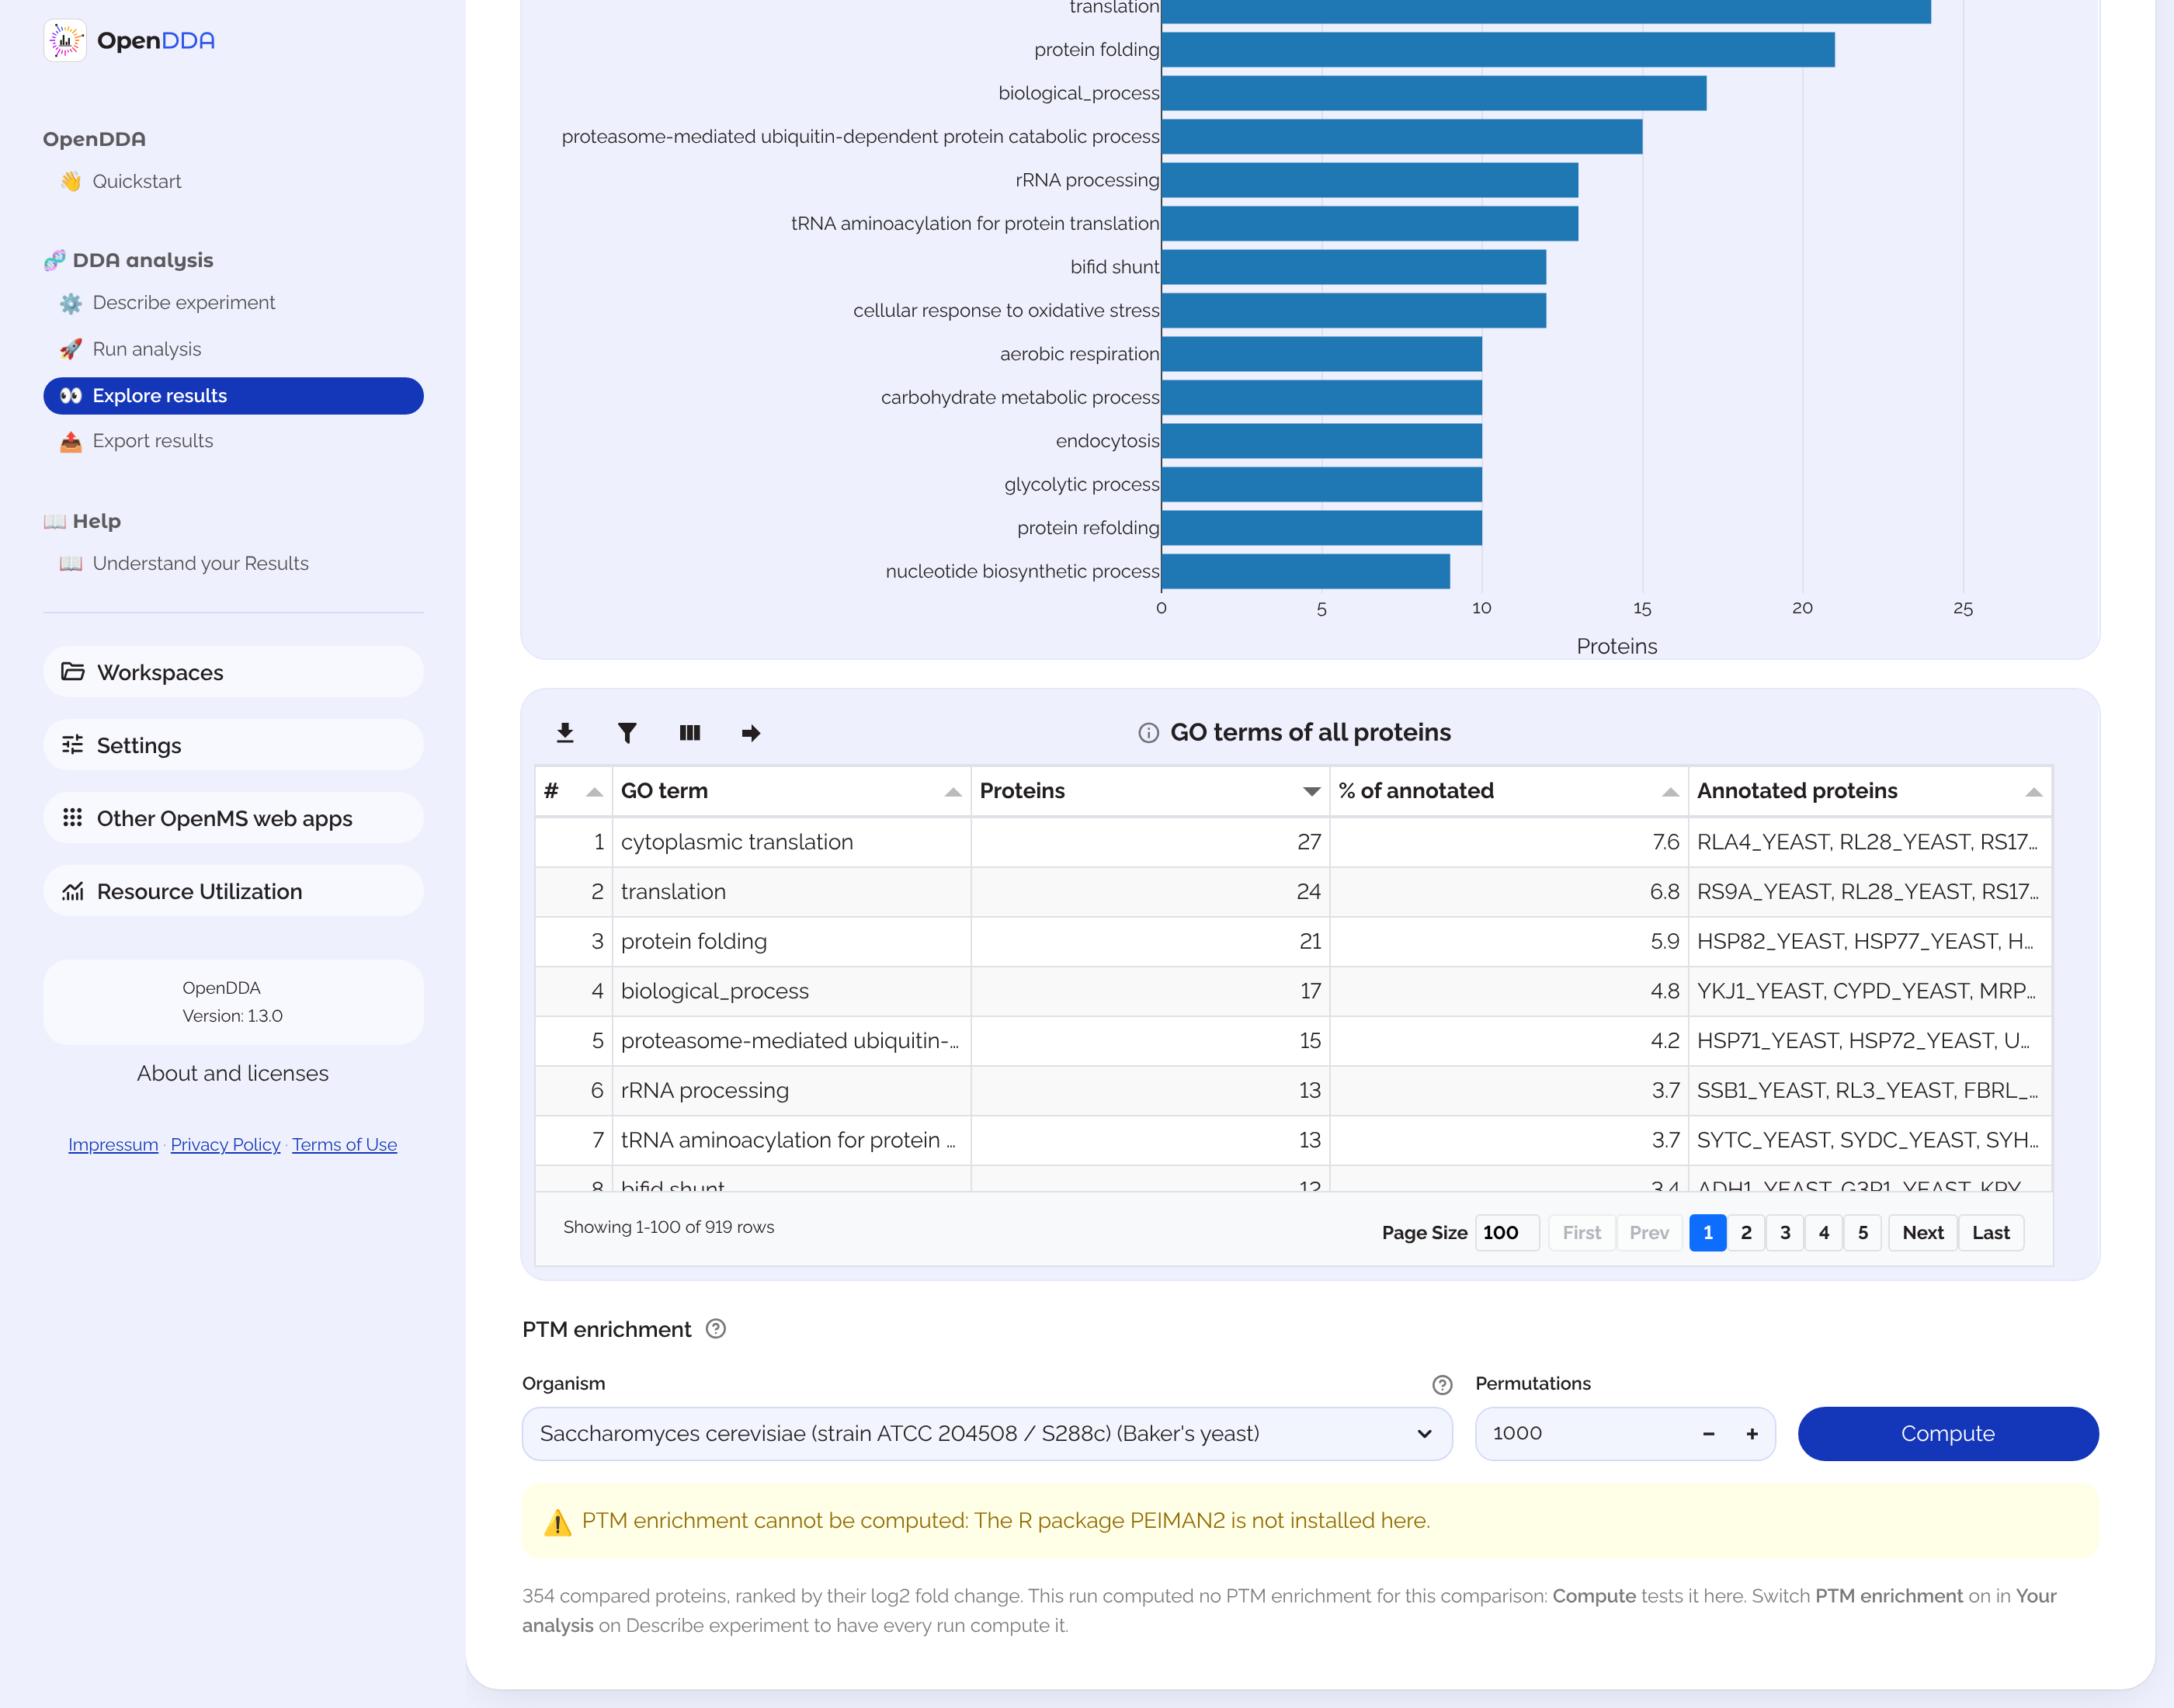 OpenDDA
OpenDDA
Quickstart
DDA analysis
Describe experiment
Run analysis
Explore results
Export results
Help
Understand your Results
Workspaces
Settings
Other OpenMS web apps
Resource Utilization
OpenDDA
Version: 1.3.0
About and licenses
Impressum · Privacy Policy · Terms of Use
translation
protein folding
biological_process
proteasome-mediated ubiquitin-dependent protein catabolic process
rRNA processing
tRNA aminoacylation for protein translation
bifid shunt
cellular response to oxidative stress
aerobic respiration
carbohydrate metabolic process
endocytosis
glycolytic process
protein refolding
nucleotide biosynthetic process
0 5 10 15 20 25
Proteins
GO terms of all proteins
# GO term Proteins % of annotated Annotated proteins
1 cytoplasmic translation 27 7.6 RLA4_YEAST, RL28_YEAST, RS17...
2 translation 24 6.8 RS9A_YEAST, RL28_YEAST, RS17...
3 protein folding 21 5.9 HSP82_YEAST, HSP77_YEAST, H...
4 biological_process 17 4.8 YKJ1_YEAST, CYPD_YEAST, MRP...
5 proteasome-mediated ubiquitin-... 15 4.2 HSP71_YEAST, HSP72_YEAST, U...
6 rRNA processing 13 3.7 SSB1_YEAST, RL3_YEAST, FBRL_...
7 tRNA aminoacylation for protein ... 13 3.7 SYTC_YEAST, SYDC_YEAST, SYH...
8 bifid shunt 12 3.4 ADH1_YEAST, G3P1_YEAST, KPY...
Showing 1-100 of 919 rows
Page Size 100 First Prev 1 2 3 4 5 Next Last
PTM enrichment
Organism
Saccharomyces cerevisiae (strain ATCC 204508 / S288c) (Baker's yeast)
Permutations
1000
Compute
PTM enrichment cannot be computed: The R package PEIMAN2 is not installed here.
354 compared proteins, ranked by their log2 fold change. This run computed no PTM enrichment for this comparison: Compute tests it here. Switch PTM enrichment on in Your
analysis on Describe experiment to have every run compute it.